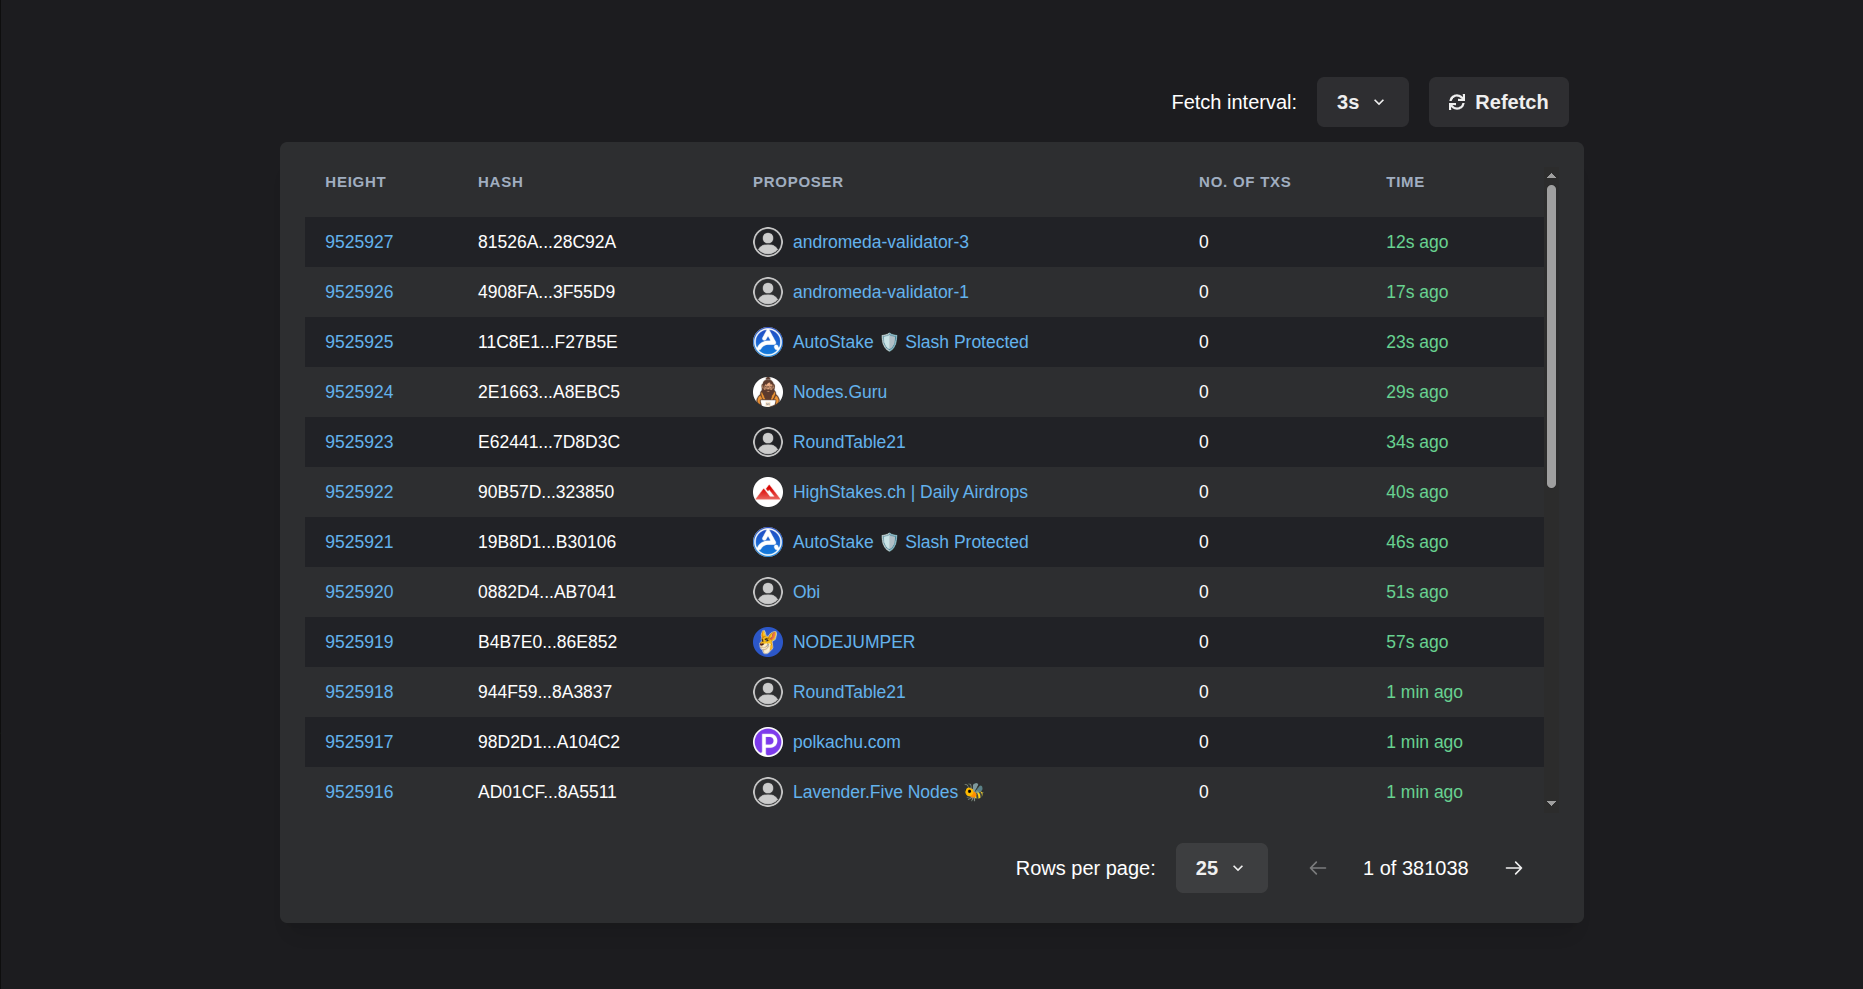 Fetch interval: 3s Refetch
HEIGHT HASH PROPOSER NO. OF TXS TIME
9525927 81526A...28C92A andromeda-validator-3 0 12s ago
9525926 4908FA...3F55D9 andromeda-validator-1 0 17s ago
9525925 11C8E1...F27B5E AutoStake 🛡️ Slash Protected 0 23s ago
9525924 2E1663...A8EBC5 Nodes.Guru 0 29s ago
9525923 E62441...7D8D3C RoundTable21 0 34s ago
9525922 90B57D...323850 HighStakes.ch | Daily Airdrops 0 40s ago
9525921 19B8D1...B30106 AutoStake 🛡️ Slash Protected 0 46s ago
9525920 0882D4...AB7041 Obi 0 51s ago
9525919 B4B7E0...86E852 NODEJUMPER 0 57s ago
9525918 944F59...8A3837 RoundTable21 0 1 min ago
9525917 98D2D1...A104C2 polkachu.com 0 1 min ago
9525916 AD01CF...8A5511 Lavender.Five Nodes 🐝 0 1 min ago
Rows per page: 25 1 of 381038